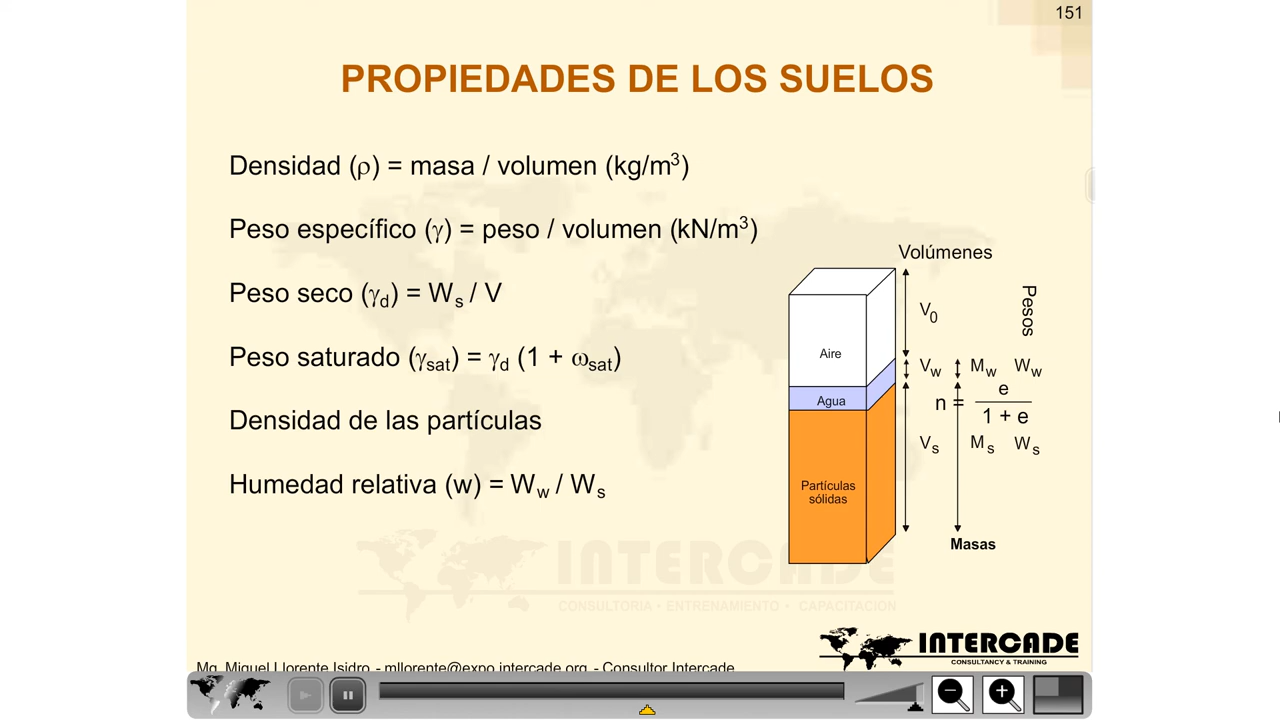 151
PROPIEDADES DE LOS SUELOS
Densidad (ρ) = masa / volumen (kg/m³)
Peso específico (γ) = peso / volumen (kN/m³)
Peso seco (γd) = Ws / V
Peso saturado (γsat) = γd (1 + ωsat)
Densidad de las partículas
Humedad relativa (w) = Ww / Ws
Volúmenes
Pesos
V0
Aire
Vw Mw Ww
Agua
n = e / 1 + e
Vs Ms Ws
Partículas
sólidas
Masas
INTERCADE
CONSULTORIA • ENTRENAMIENTO • CAPACITACION
Mg. Miguel Llorente Isidro - mllorente@expo.intercade.org - Consultor Intercade
INTERCADE
CONSULTANCY & TRAINING